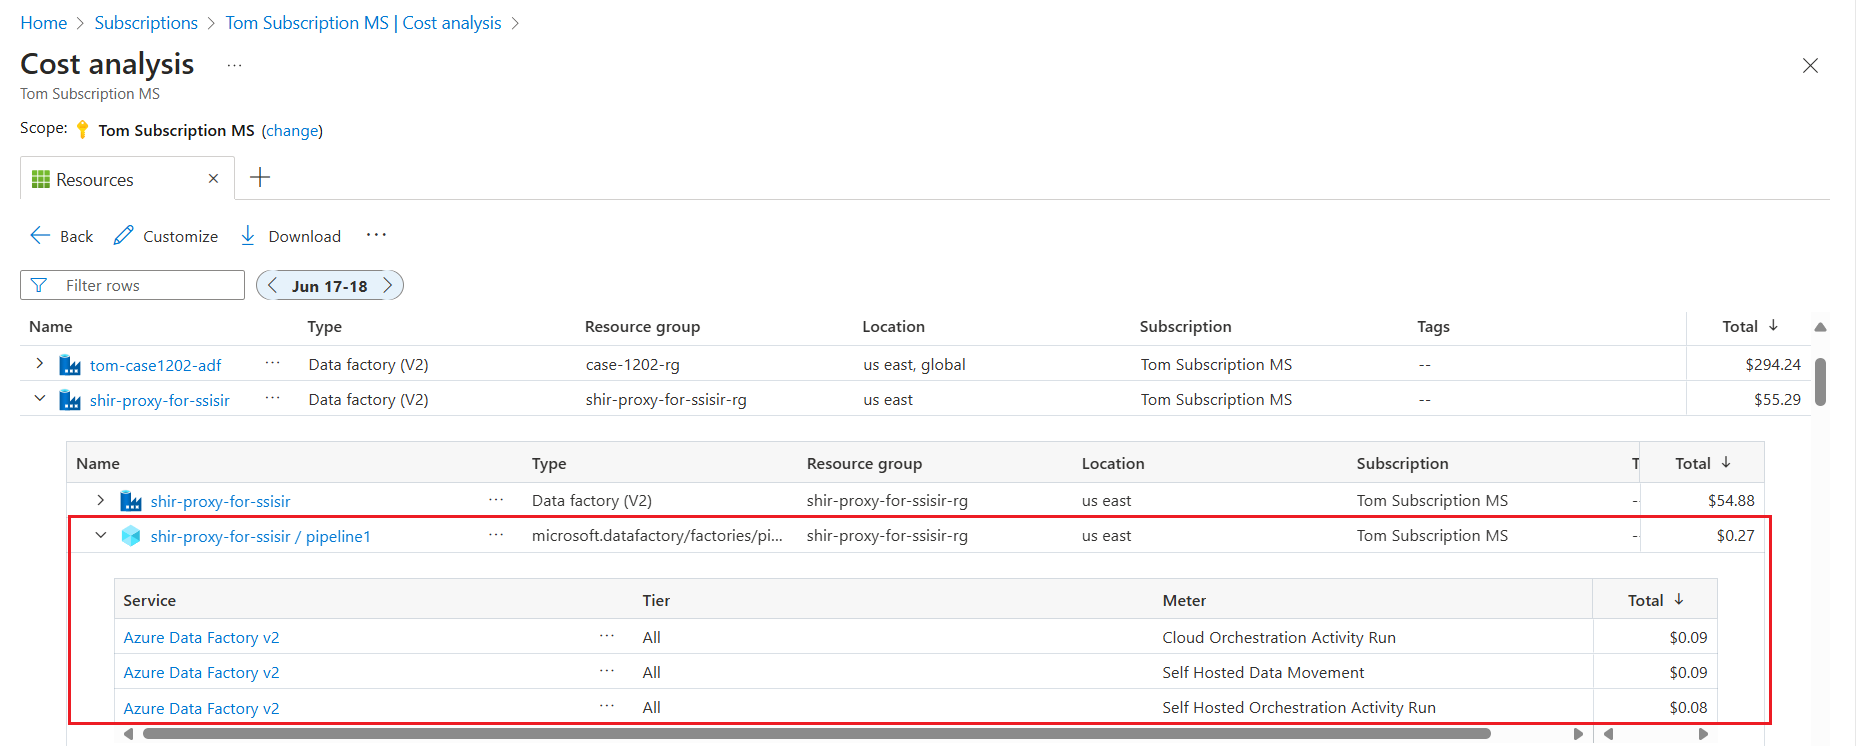 Home > Subscriptions > Tom Subscription MS | Cost analysis >
Cost analysis ...
Tom Subscription MS
Scope: Tom Subscription MS (change)
Resources
Back Customize Download ...
Filter rows Jun 17-18
Name Type Resource group Location Subscription Tags Total ↓
tom-case1202-adf ... Data factory (V2) case-1202-rg us east, global Tom Subscription MS -- $294.24
shir-proxy-for-ssisir ... Data factory (V2) shir-proxy-for-ssisir-rg us east Tom Subscription MS -- $55.29
Name Type Resource group Location Subscription T Total ↓
shir-proxy-for-ssisir ... Data factory (V2) shir-proxy-for-ssisir-rg us east Tom Subscription MS -- $54.88
shir-proxy-for-ssisir / pipeline1 ... microsoft.datafactory/factories/pi... shir-proxy-for-ssisir-rg us east Tom Subscription MS -- $0.27
Service Tier Meter Total ↓
Azure Data Factory v2 ... All Cloud Orchestration Activity Run $0.09
Azure Data Factory v2 ... All Self Hosted Data Movement $0.09
Azure Data Factory v2 ... All Self Hosted Orchestration Activity Run $0.08